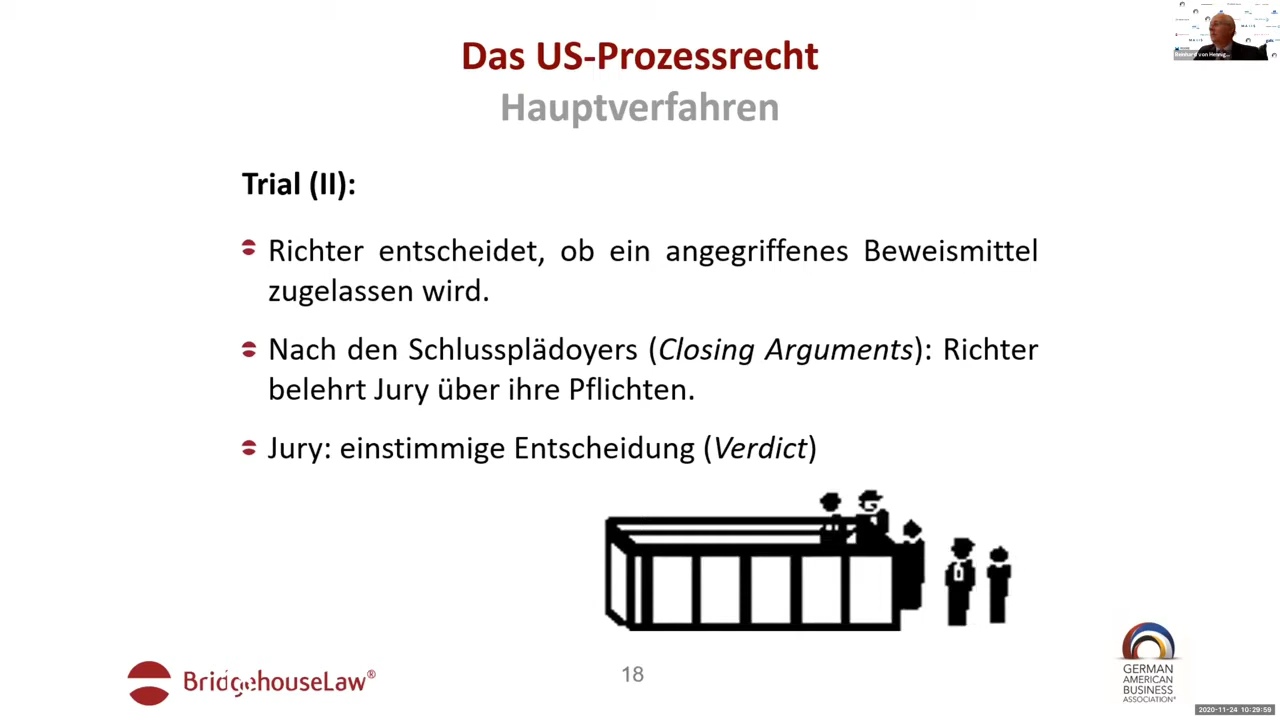 Das US-Prozessrecht
Hauptverfahren
Trial (II):
Richter entscheidet, ob ein angegriffenes Beweismittel
zugelassen wird.
Nach den Schlussplädoyers (Closing Arguments): Richter
belehrt Jury über ihre Pflichten.
Jury: einstimmige Entscheidung (Verdict)
BridgehouseLaw®
18
GERMAN
AMERICAN
BUSINESS
ASSOCIATION®
2020-11-24 10:29:59